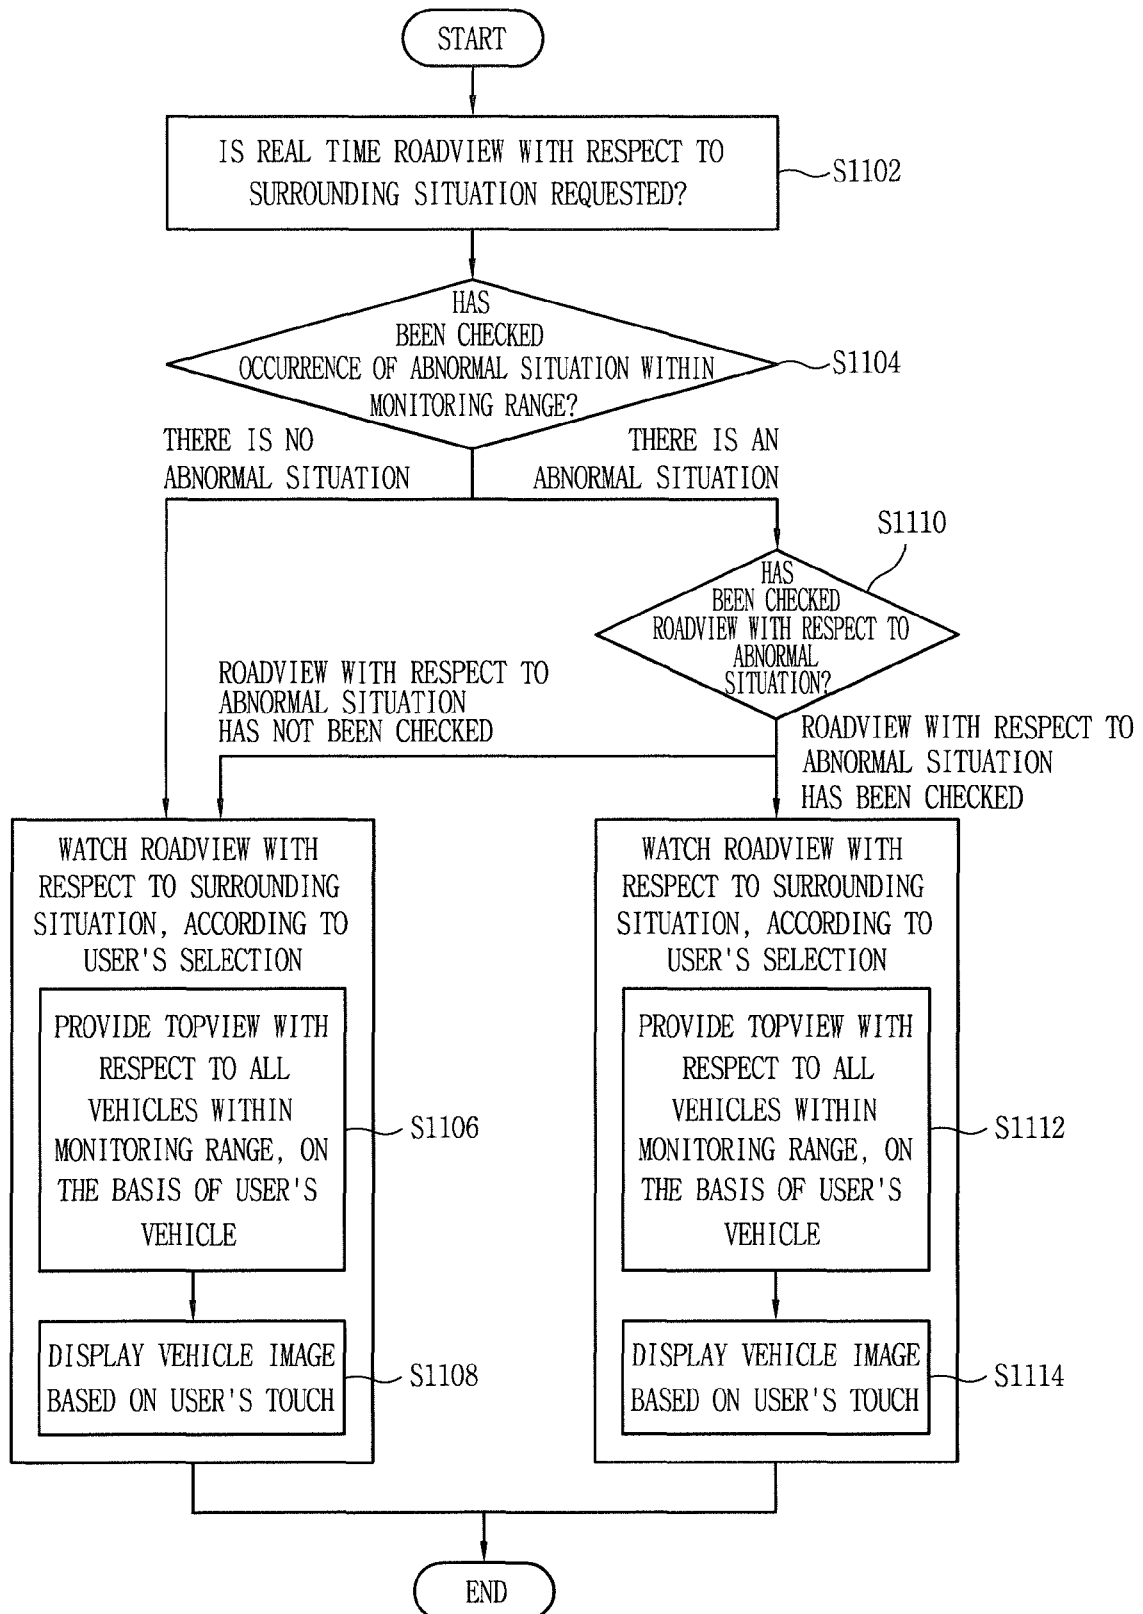 START
IS REAL TIME ROADVIEW WITH RESPECT TO
SURROUNDING SITUATION REQUESTED?
S1102
HAS
BEEN CHECKED
OCCURRENCE OF ABNORMAL SITUATION WITHIN
MONITORING RANGE?
S1104
THERE IS NO
ABNORMAL SITUATION
THERE IS AN
ABNORMAL SITUATION
S1110
HAS
BEEN CHECKED
ROADVIEW WITH RESPECT TO
ABNORMAL
SITUATION?
ROADVIEW WITH RESPECT TO
ABNORMAL SITUATION
HAS NOT BEEN CHECKED
ROADVIEW WITH RESPECT TO
ABNORMAL SITUATION
HAS BEEN CHECKED
WATCH ROADVIEW WITH
RESPECT TO SURROUNDING
SITUATION, ACCORDING TO
USER'S SELECTION
PROVIDE TOPVIEW WITH
RESPECT TO ALL
VEHICLES WITHIN
MONITORING RANGE, ON
THE BASIS OF USER'S
VEHICLE
S1106
DISPLAY VEHICLE IMAGE
BASED ON USER'S TOUCH
S1108
WATCH ROADVIEW WITH
RESPECT TO SURROUNDING
SITUATION, ACCORDING TO
USER'S SELECTION
PROVIDE TOPVIEW WITH
RESPECT TO ALL
VEHICLES WITHIN
MONITORING RANGE, ON
THE BASIS OF USER'S
VEHICLE
S1112
DISPLAY VEHICLE IMAGE
BASED ON USER'S TOUCH
S1114
END